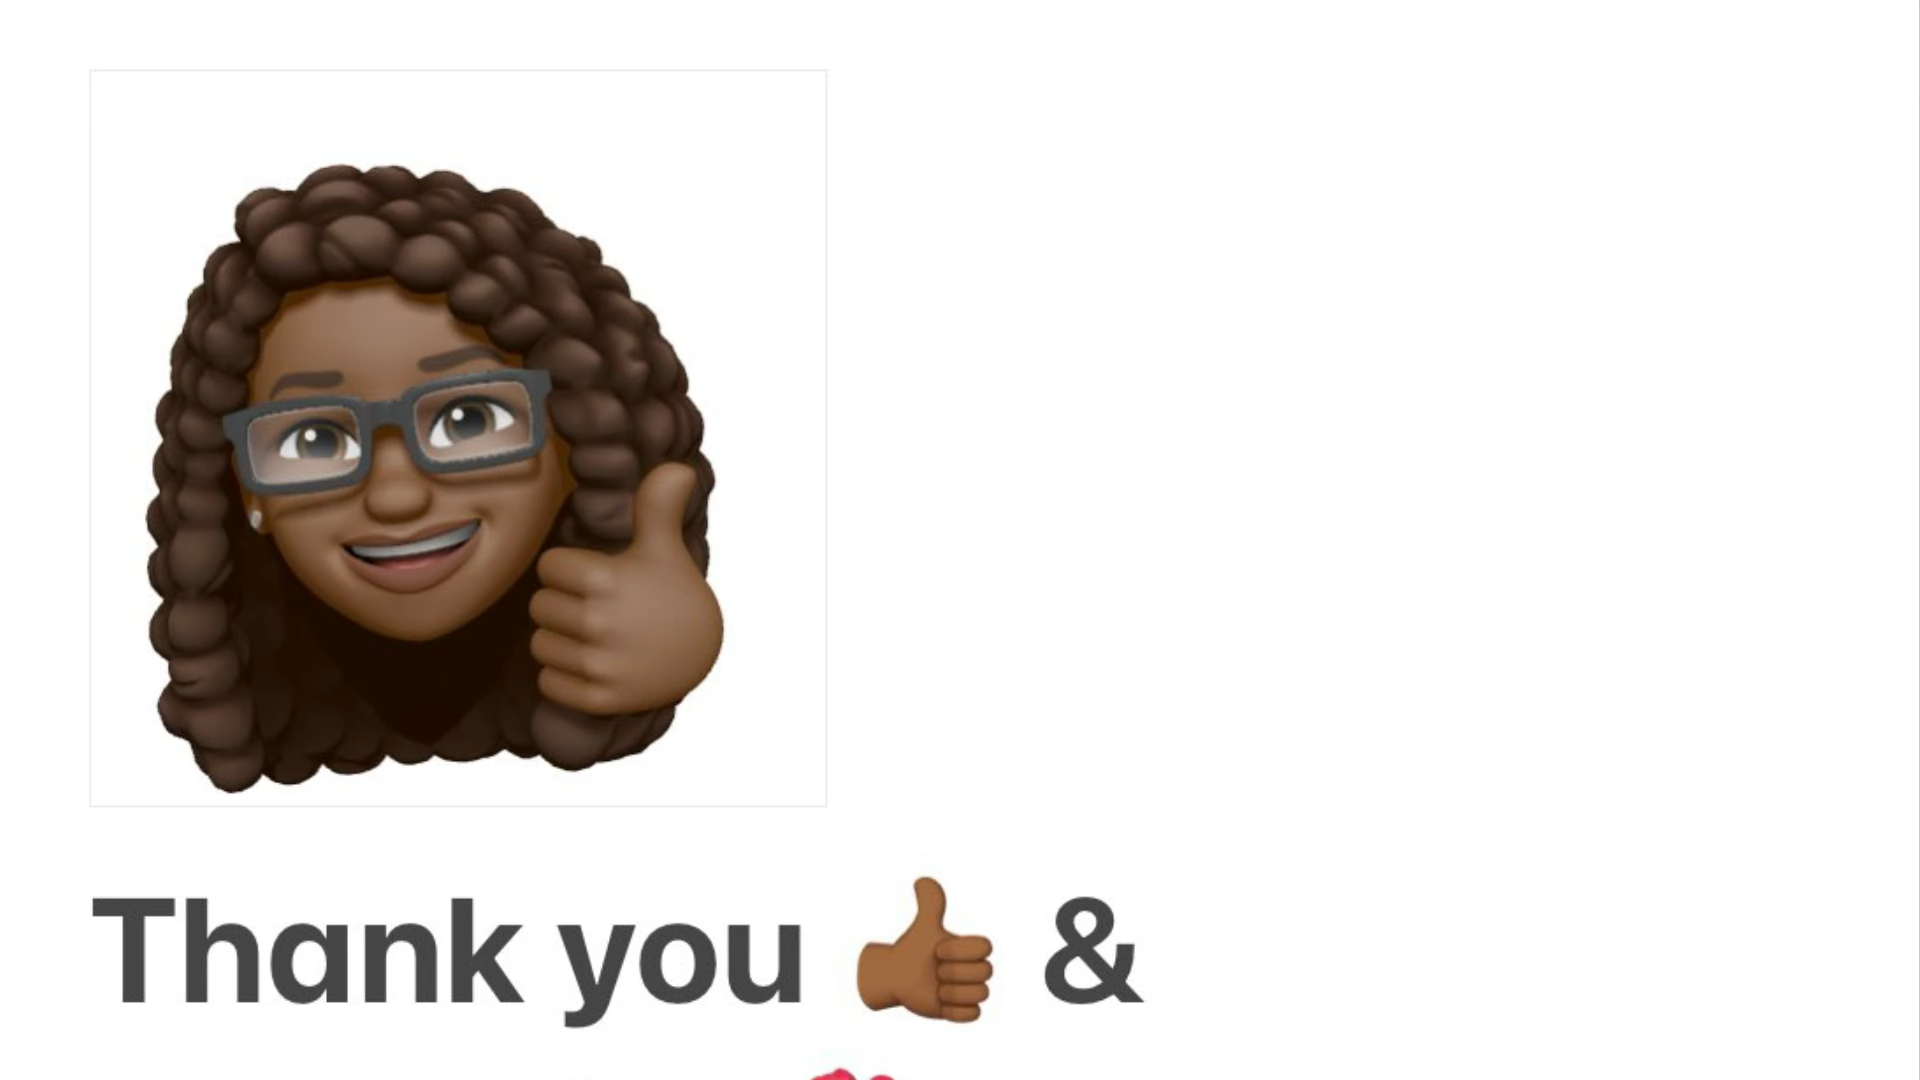 Thank you 👍🏾 &